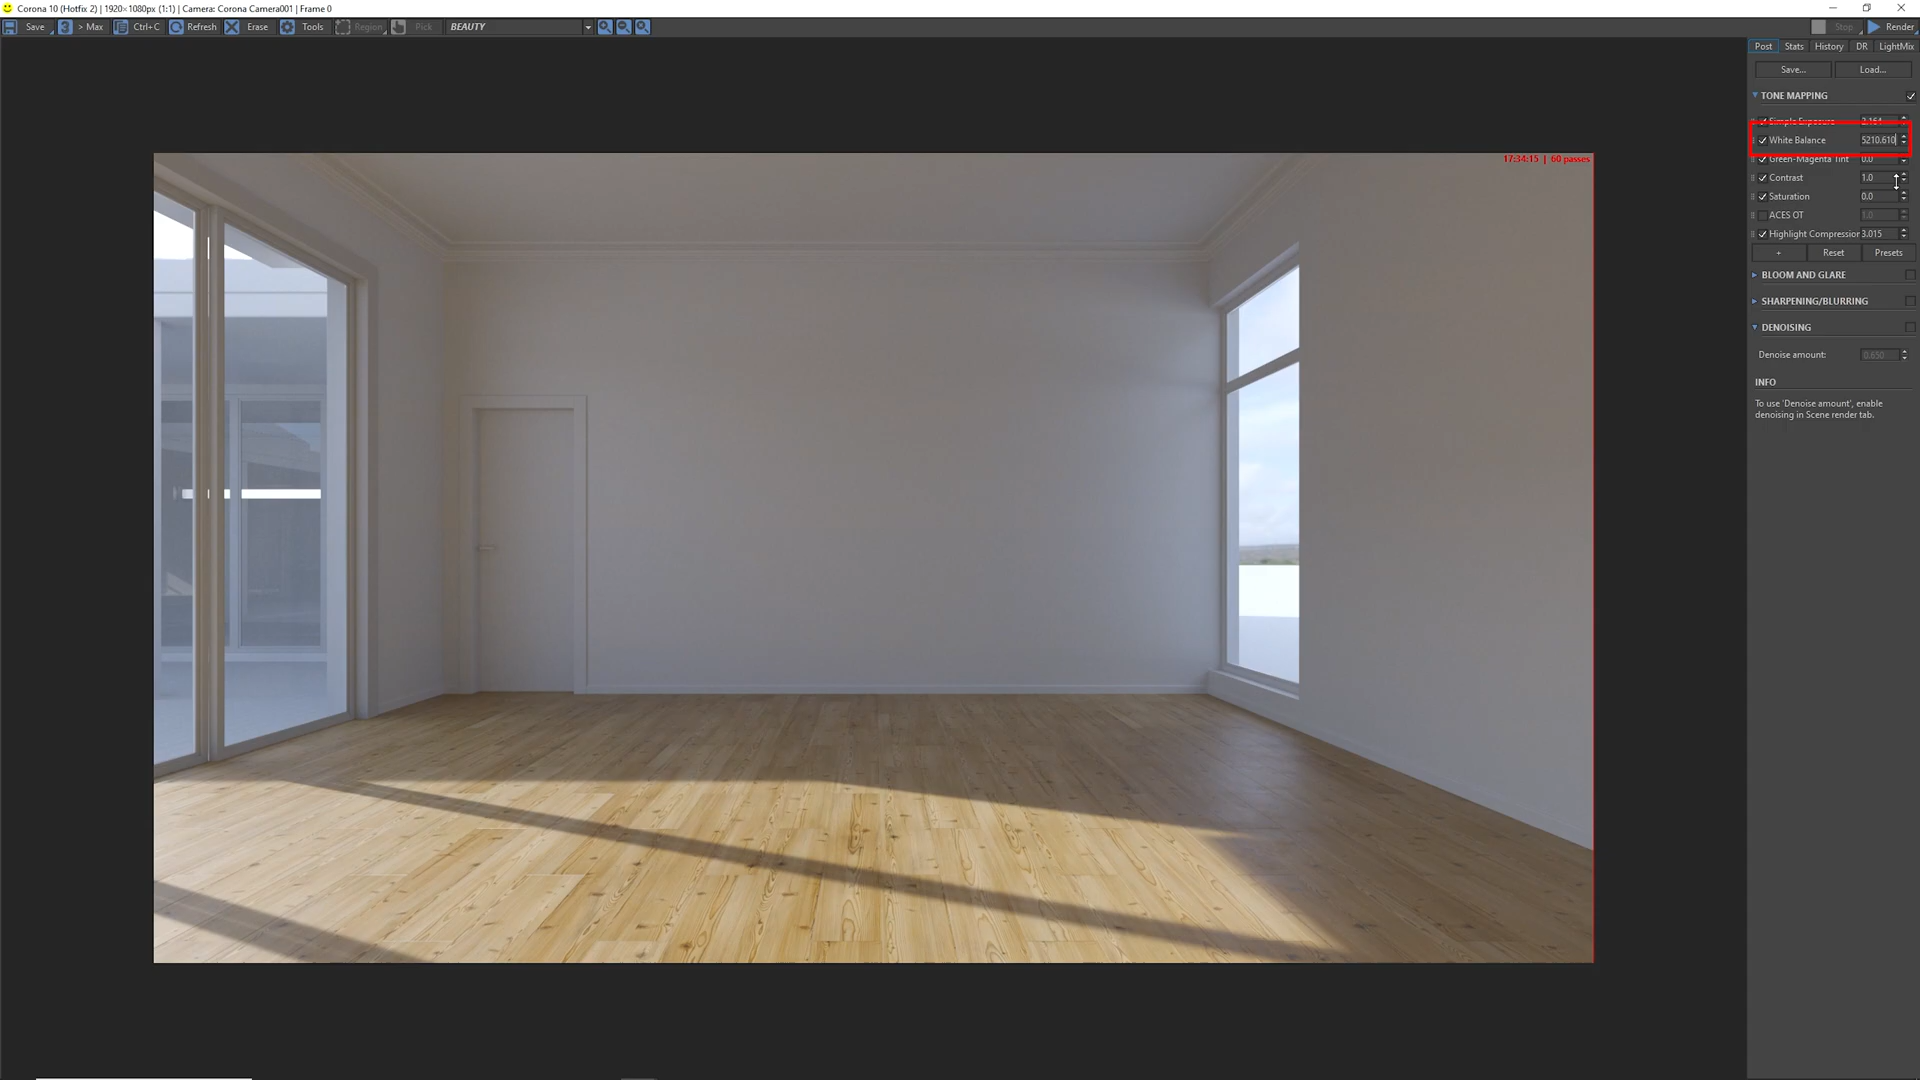 Corona 10 (Hotfix 2) | 1920×1080px (1:1) | Camera: Corona Camera001 | Frame 0
Save > Max Ctrl+C Refresh Erase Tools Region Pick BEAUTY Stop Render
Post Stats History DR LightMix
Save... Load...
TONE MAPPING
Simple Exposure 2.164
White Balance 5210.610
Green-Magenta Tint 0.0
Contrast 1.0
Saturation 0.0
ACES OT 1.0
Highlight Compression 3.015
+ Reset Presets
BLOOM AND GLARE
SHARPENING/BLURRING
DENOISING
Denoise amount: 0.650
INFO
To use 'Denoise amount', enable
denoising in Scene render tab.
17:34:15 | 60 passes